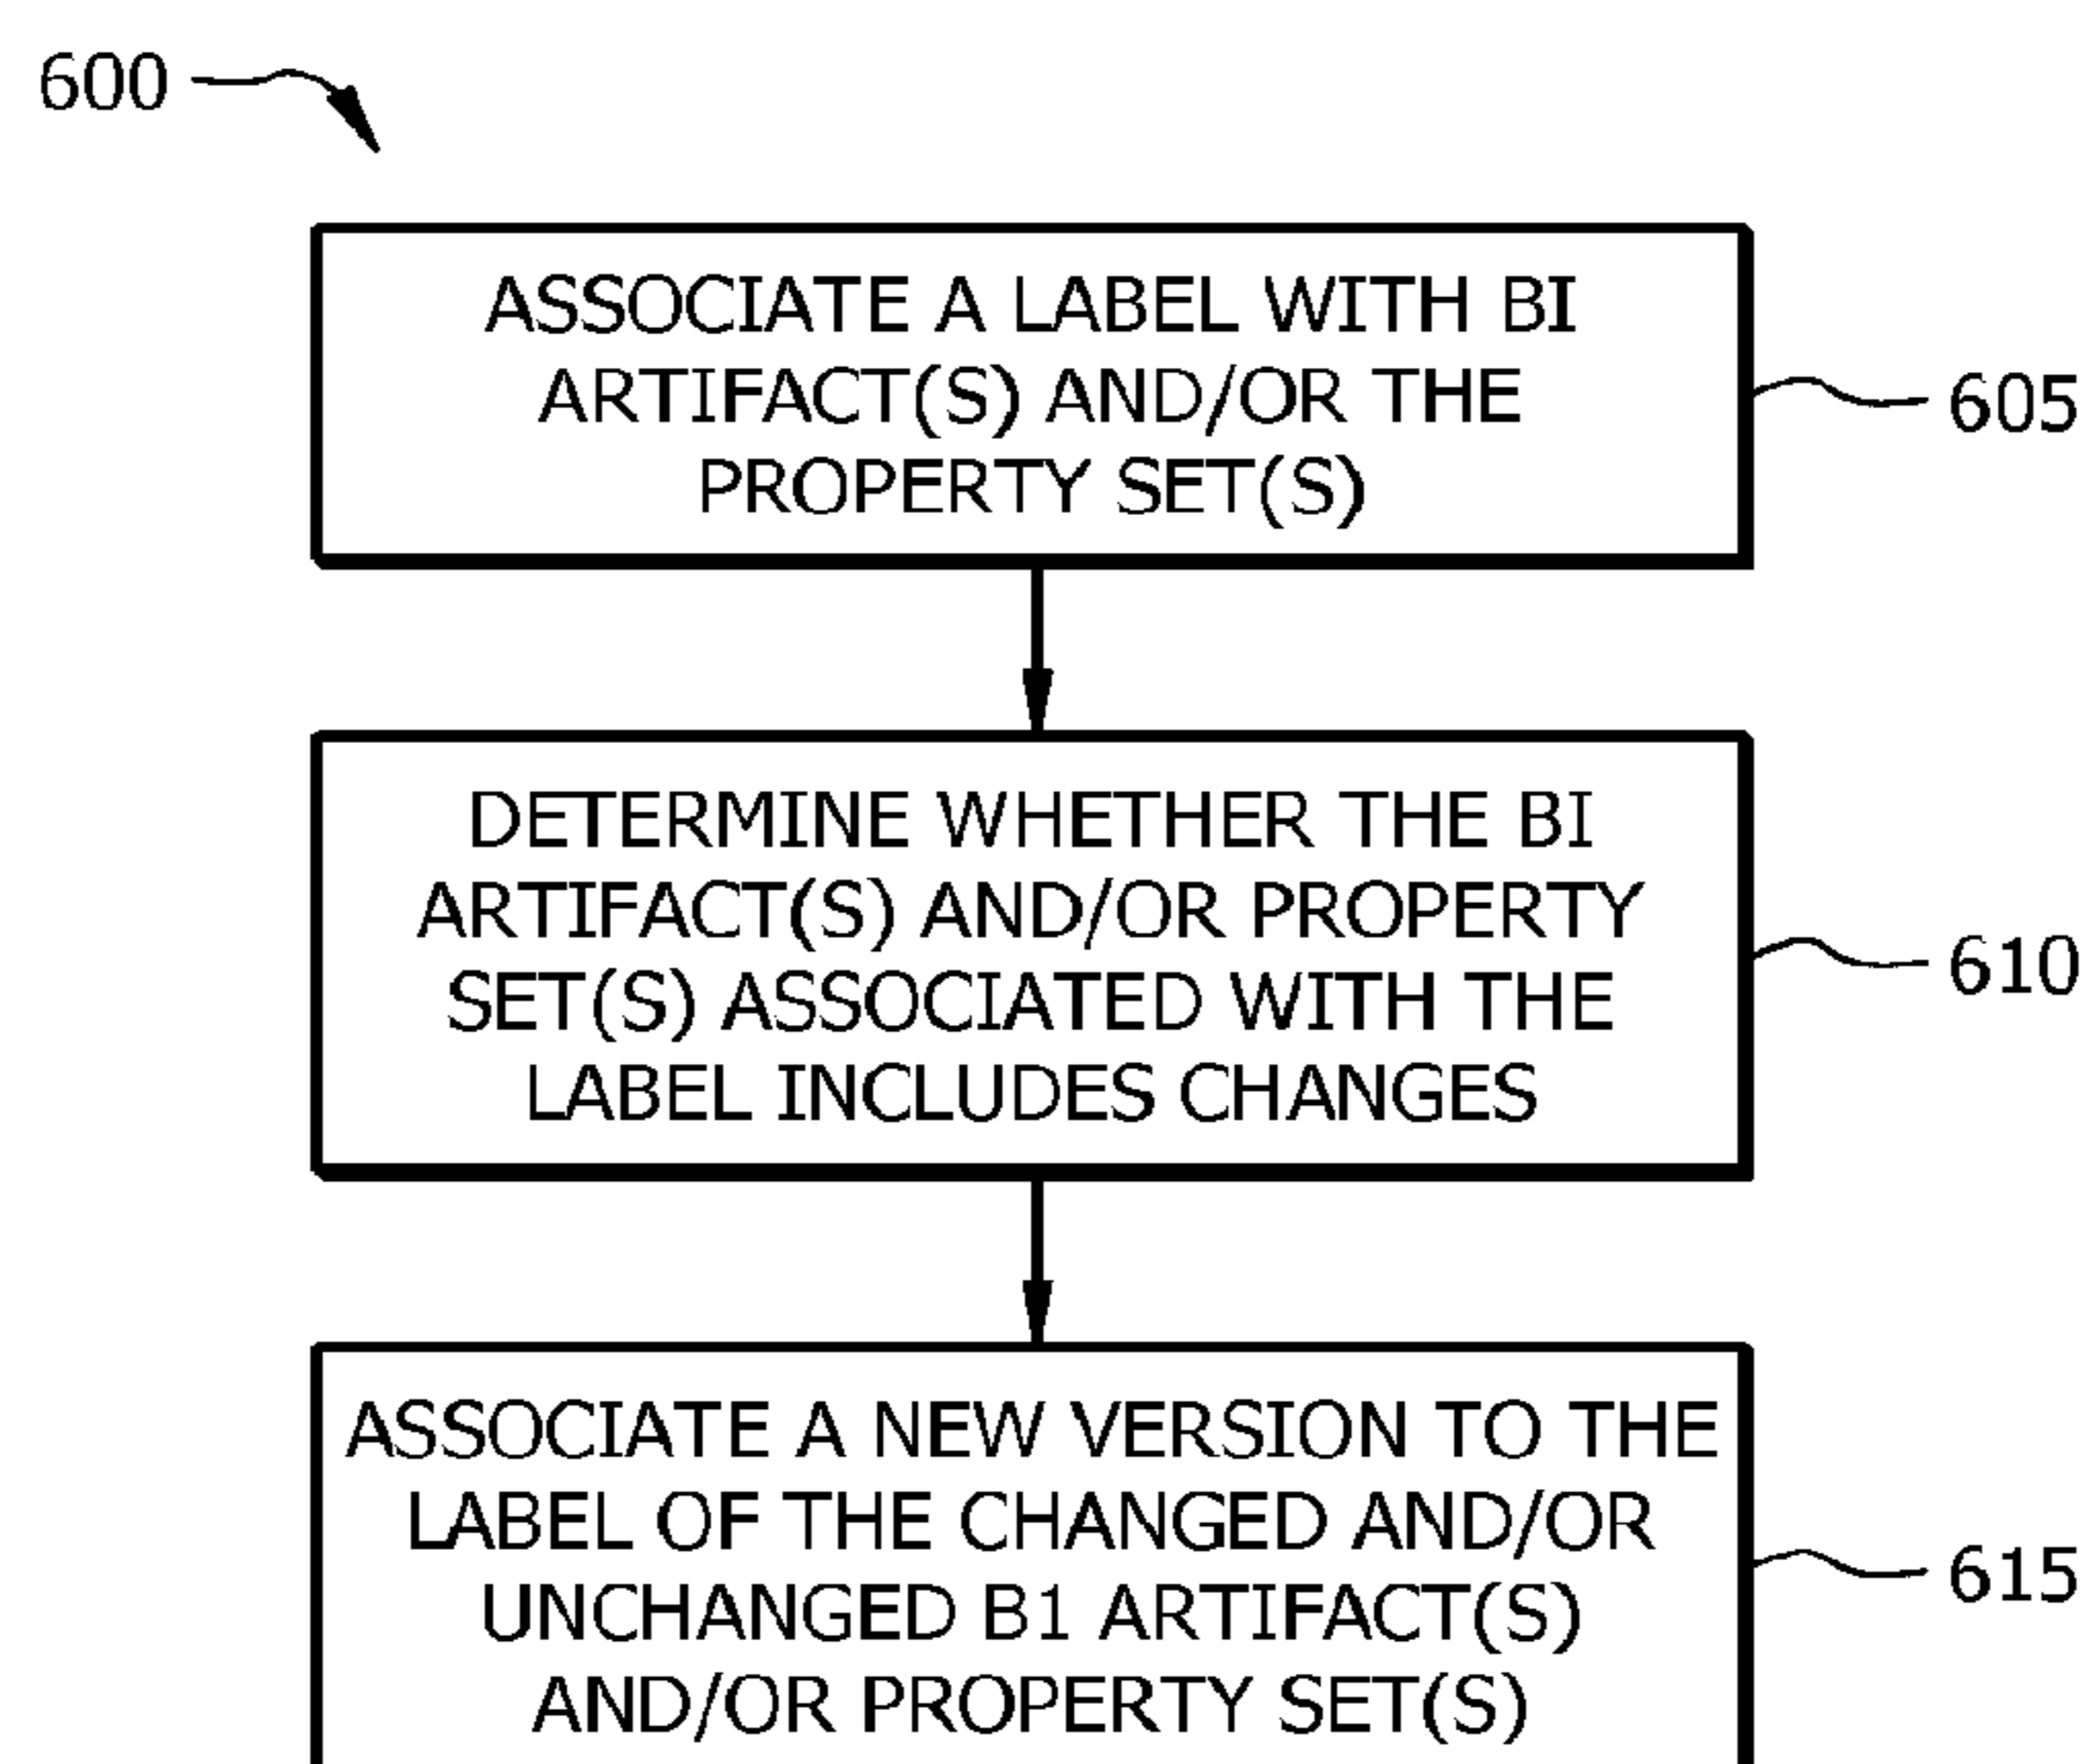 600
ASSOCIATE A LABEL WITH BI
ARTIFACT(S) AND/OR THE
PROPERTY SET(S)
605
DETERMINE WHETHER THE BI
ARTIFACT(S) AND/OR PROPERTY
SET(S) ASSOCIATED WITH THE
LABEL INCLUDES CHANGES
610
ASSOCIATE A NEW VERSION TO THE
LABEL OF THE CHANGED AND/OR
UNCHANGED B1 ARTIFACT(S)
AND/OR PROPERTY SET(S)
615